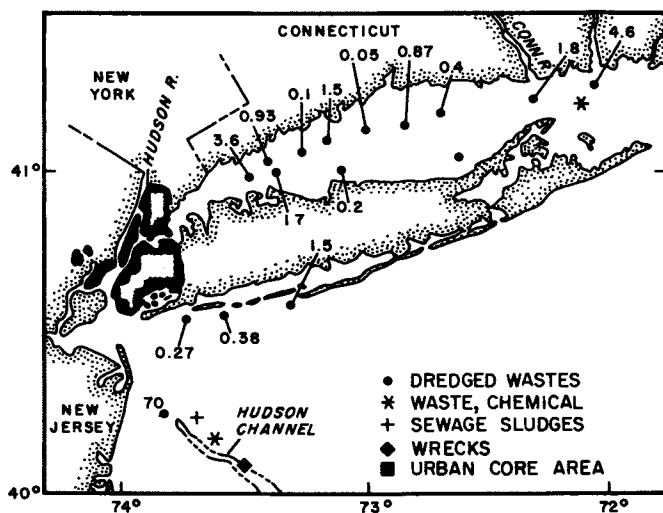 CONNECTICUT
NEW
YORK
HUDSON R.
CONN R.
0.05
0.87
1.8
4.6
0.1
1.5
0.4
0.93
3.6
41°
17
0.2
1.5
0.27
0.38
70
NEW
JERSEY
HUDSON
CHANNEL
DREDGED WASTES
WASTE, CHEMICAL
SEWAGE SLUDGES
WRECKS
URBAN CORE AREA
40°
74°
73°
72°